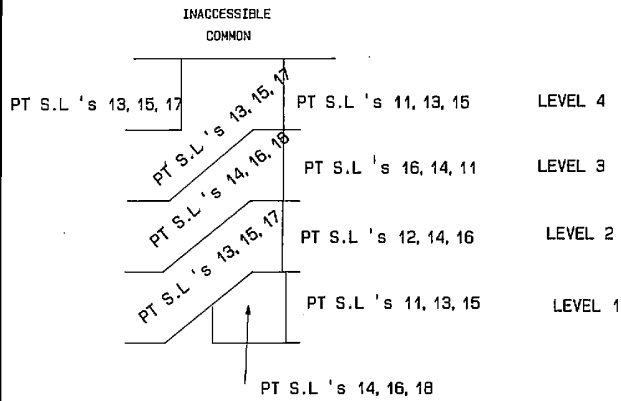 INACCESSIBLE
COMMON
PT S.L 's 13, 15, 17
PT S.L 's 13, 15, 17
PT S.L 's 11, 13, 15
LEVEL 4
PT S.L 's 14, 16, 18
PT S.L 's 16, 14, 11
LEVEL 3
PT S.L 's 13, 15, 17
PT S.L 's 12, 14, 16
LEVEL 2
PT S.L 's 11, 13, 15
LEVEL 1
PT S.L 's 14, 16, 18